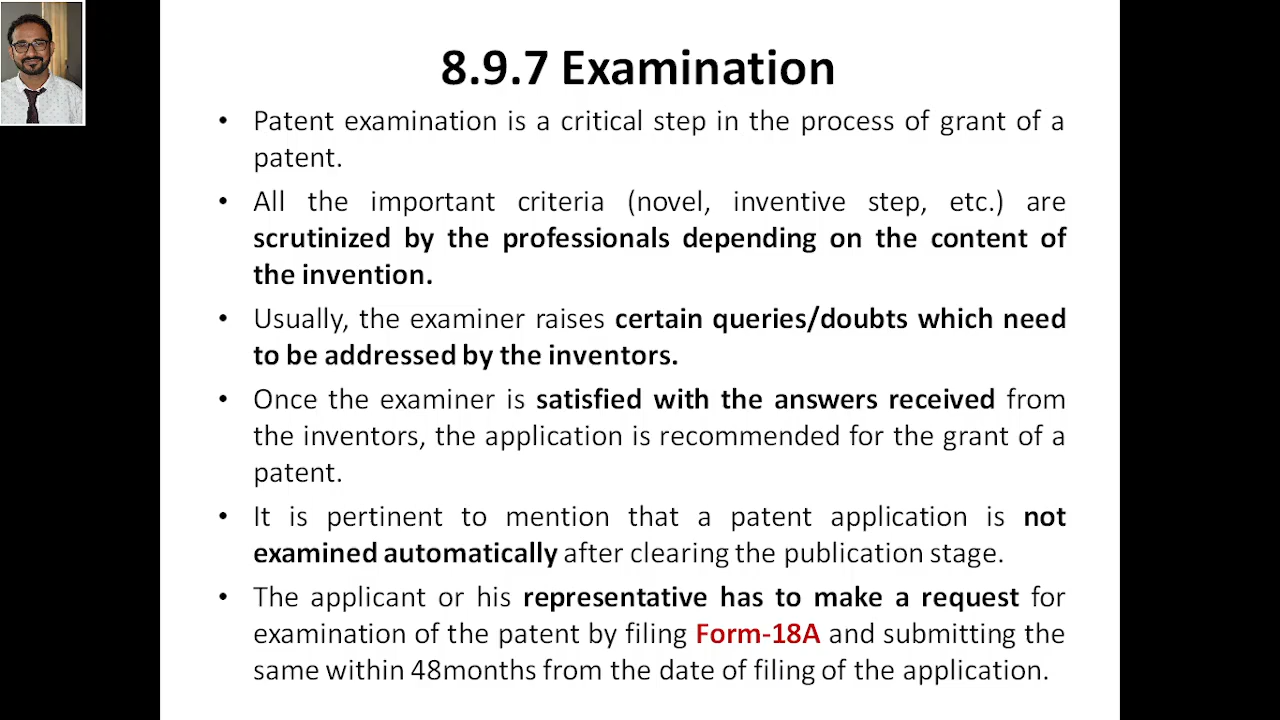 8.9.7 Examination
• Patent examination is a critical step in the process of grant of a
patent.
• All the important criteria (novel, inventive step, etc.) are
scrutinized by the professionals depending on the content of
the invention.
• Usually, the examiner raises certain queries/doubts which need
to be addressed by the inventors.
• Once the examiner is satisfied with the answers received from
the inventors, the application is recommended for the grant of a
patent.
• It is pertinent to mention that a patent application is not
examined automatically after clearing the publication stage.
• The applicant or his representative has to make a request for
examination of the patent by filing Form-18A and submitting the
same within 48months from the date of filing of the application.